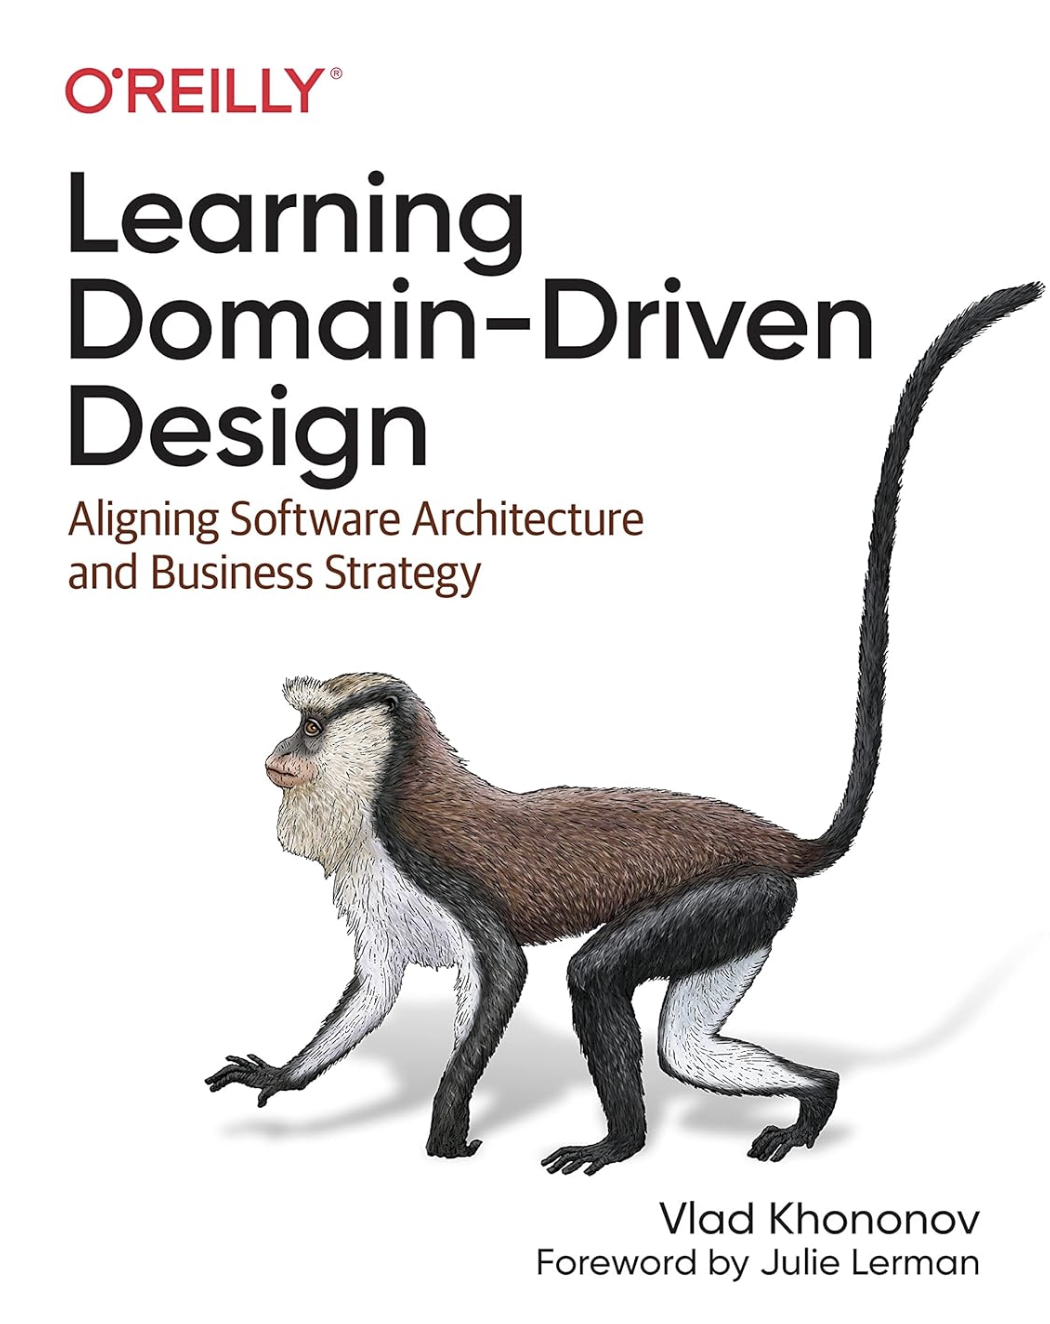 O'REILLY®
Learning
Domain-Driven
Design
Aligning Software Architecture
and Business Strategy
Vlad Khononov
Foreword by Julie Lerman